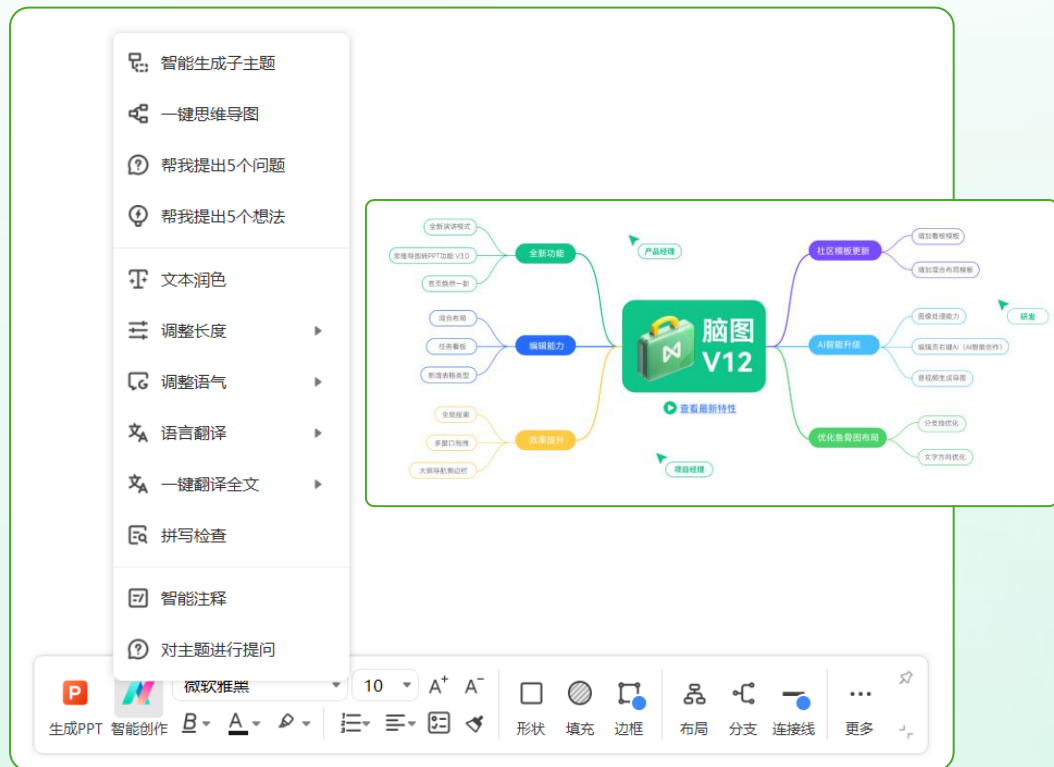 智能生成子主题
一键思维导图
帮我提出5个问题
帮我提出5个想法
文本润色
调整长度
调整语气
语言翻译
一键翻译全文
拼写检查
智能注释
对主题进行提问
全新演讲模式
思维导图转PPT功能 V3.0
首页焕然一新
全新功能
混合布局
任务看板
新增表格类型
编辑能力
全局搜索
多窗口拖拽
大纲导航侧边栏
效率提升
产品经理
脑图
V12
查看最新特性
项目经理
社区模板更新
增加看板模板
增加混合布局模板
AI智能升级
图像处理能力
编辑页右键AI（AI智能创作）
音视频生成导图
优化鱼骨图布局
分支线优化
文字方向优化
研发
P
生成PPT
智能创作
微软雅黑
10
A+
A-
B
A
形状
填充
边框
布局
分支
连接线
更多